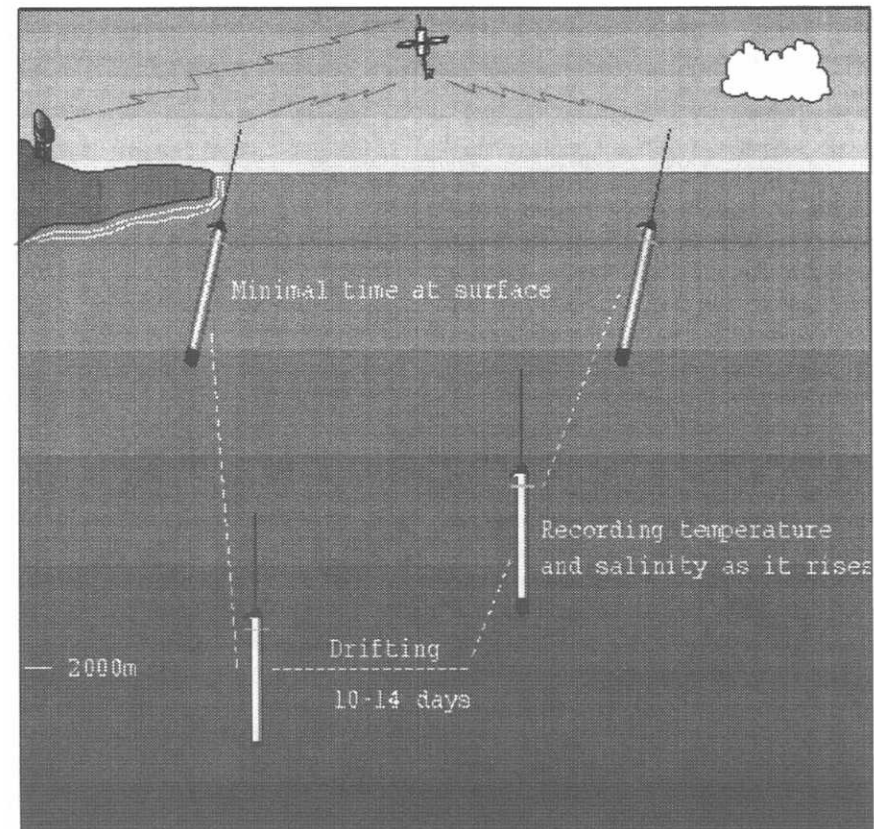 Minimal time at surface
Recording temperature
and salinity as it rises
Drifting
2000m
10-14 days